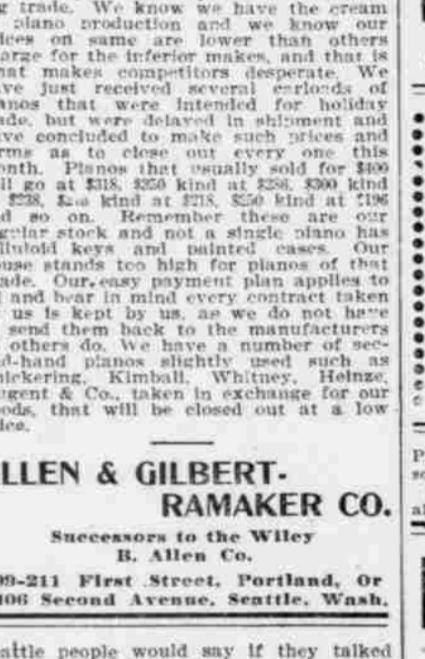 g trade. We know we have the cream
piano production and we know our
ices on same are lower than others
arge for the inferior makes, and that is
hat makes competitors desperate. We
ve just received several carloads of
anos that were intended for holiday
ade, but were delayed in shipment and
ve concluded to make such prices and
rms as to close out every one this
onth. Pianos that usually sold for $400
ll go at $318, $350 kind at $286, $300 kind
$238, kind at $218, $250 kind at $196
d so on. Remember these are our
gular stock and not a single piano has
lluloid keys and painted cases. Our
ouse stands too high for pianos of that
ade. Our easy payment plan applies to
l and bear in mind every contract taken
us is kept by us, as we do not have
send them back to the manufacturers
others do. We have a number of sec-
d-hand pianos slightly used such as
hickering, Kimball, Whitney, Heinze,
ugent & Co., taken in exchange for our
ods, that will be closed out at a low
ice.
LLEN & GILBERT-
RAMAKER CO.
Successors to the Wiley
B. Allen Co.
09-211 First Street, Portland, Or
406 Second Avenue, Seattle, Wash.
attle people would say if they talked